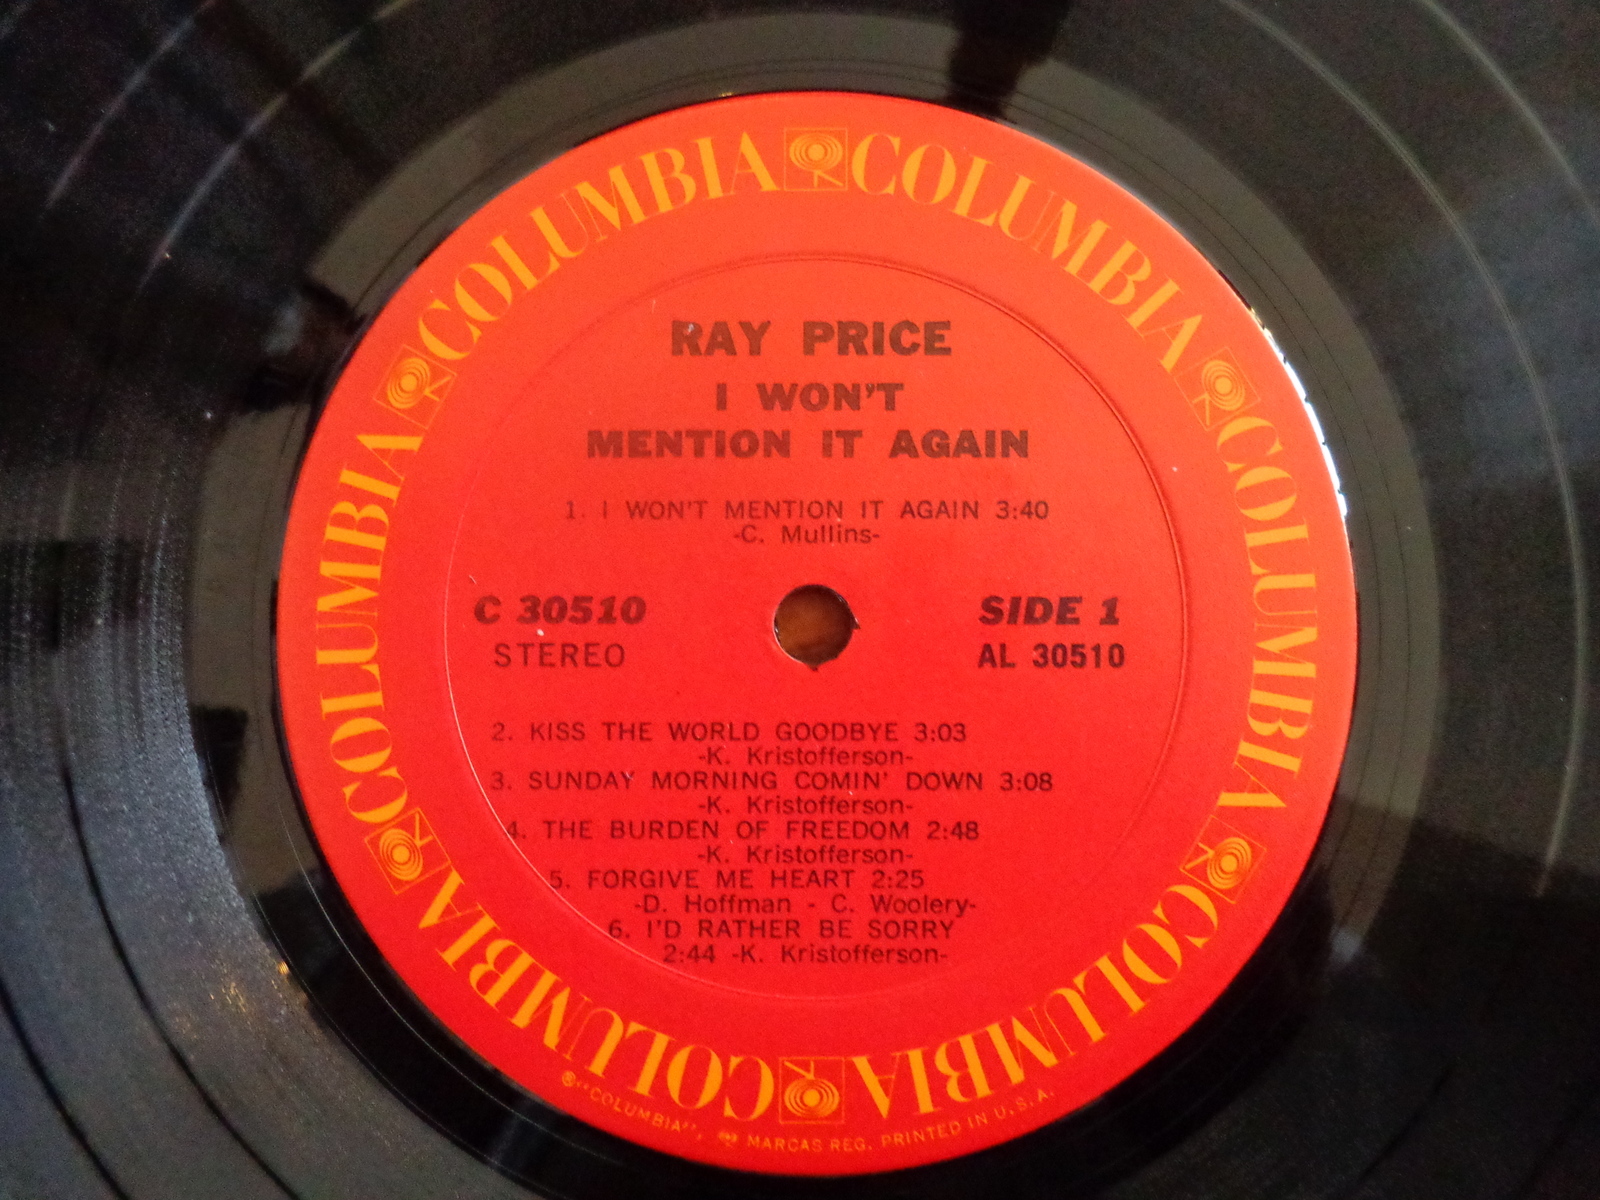 COLUMBIA COLUMBIA COLUMBIA COLUMBIA COLUMBIA COLUMBIA COLUMBIA COLUMBIA
RAY PRICE
I WON'T
MENTION IT AGAIN
1. I WON'T MENTION IT AGAIN 3:40
-C. Mullins-
C 30510 SIDE 1
STEREO AL 30510
2. KISS THE WORLD GOODBYE 3:03
-K. Kristofferson-
3. SUNDAY MORNING COMIN' DOWN 3:08
-K. Kristofferson-
4. THE BURDEN OF FREEDOM 2:48
-K. Kristofferson-
5. FORGIVE ME HEART 2:25
-D. Hoffman - C. Woolery-
6. I'D RATHER BE SORRY
2:44 -K. Kristofferson-
® "COLUMBIA", MARCAS REG. PRINTED IN U.S.A.